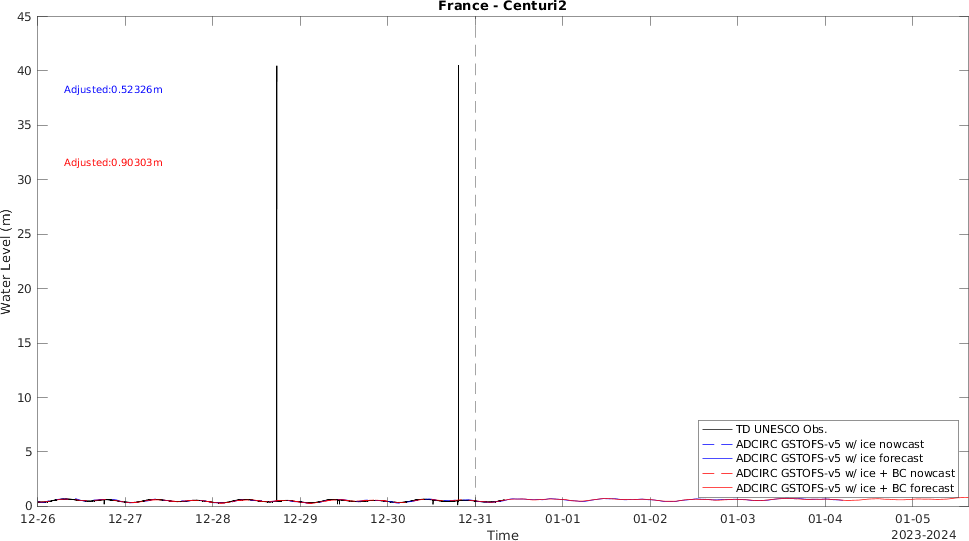 France - Centuri2
45
40
35
30
25
20
15
10
5
0
Water Level (m)
Adjusted:0.52326m
Adjusted:0.90303m
TD UNESCO Obs.
ADCIRC GSTOFS-v5 w/ ice nowcast
ADCIRC GSTOFS-v5 w/ ice forecast
ADCIRC GSTOFS-v5 w/ ice + BC nowcast
ADCIRC GSTOFS-v5 w/ ice + BC forecast
12-26 12-27 12-28 12-29 12-30 12-31 01-01 01-02 01-03 01-04 01-05
Time
2023-2024